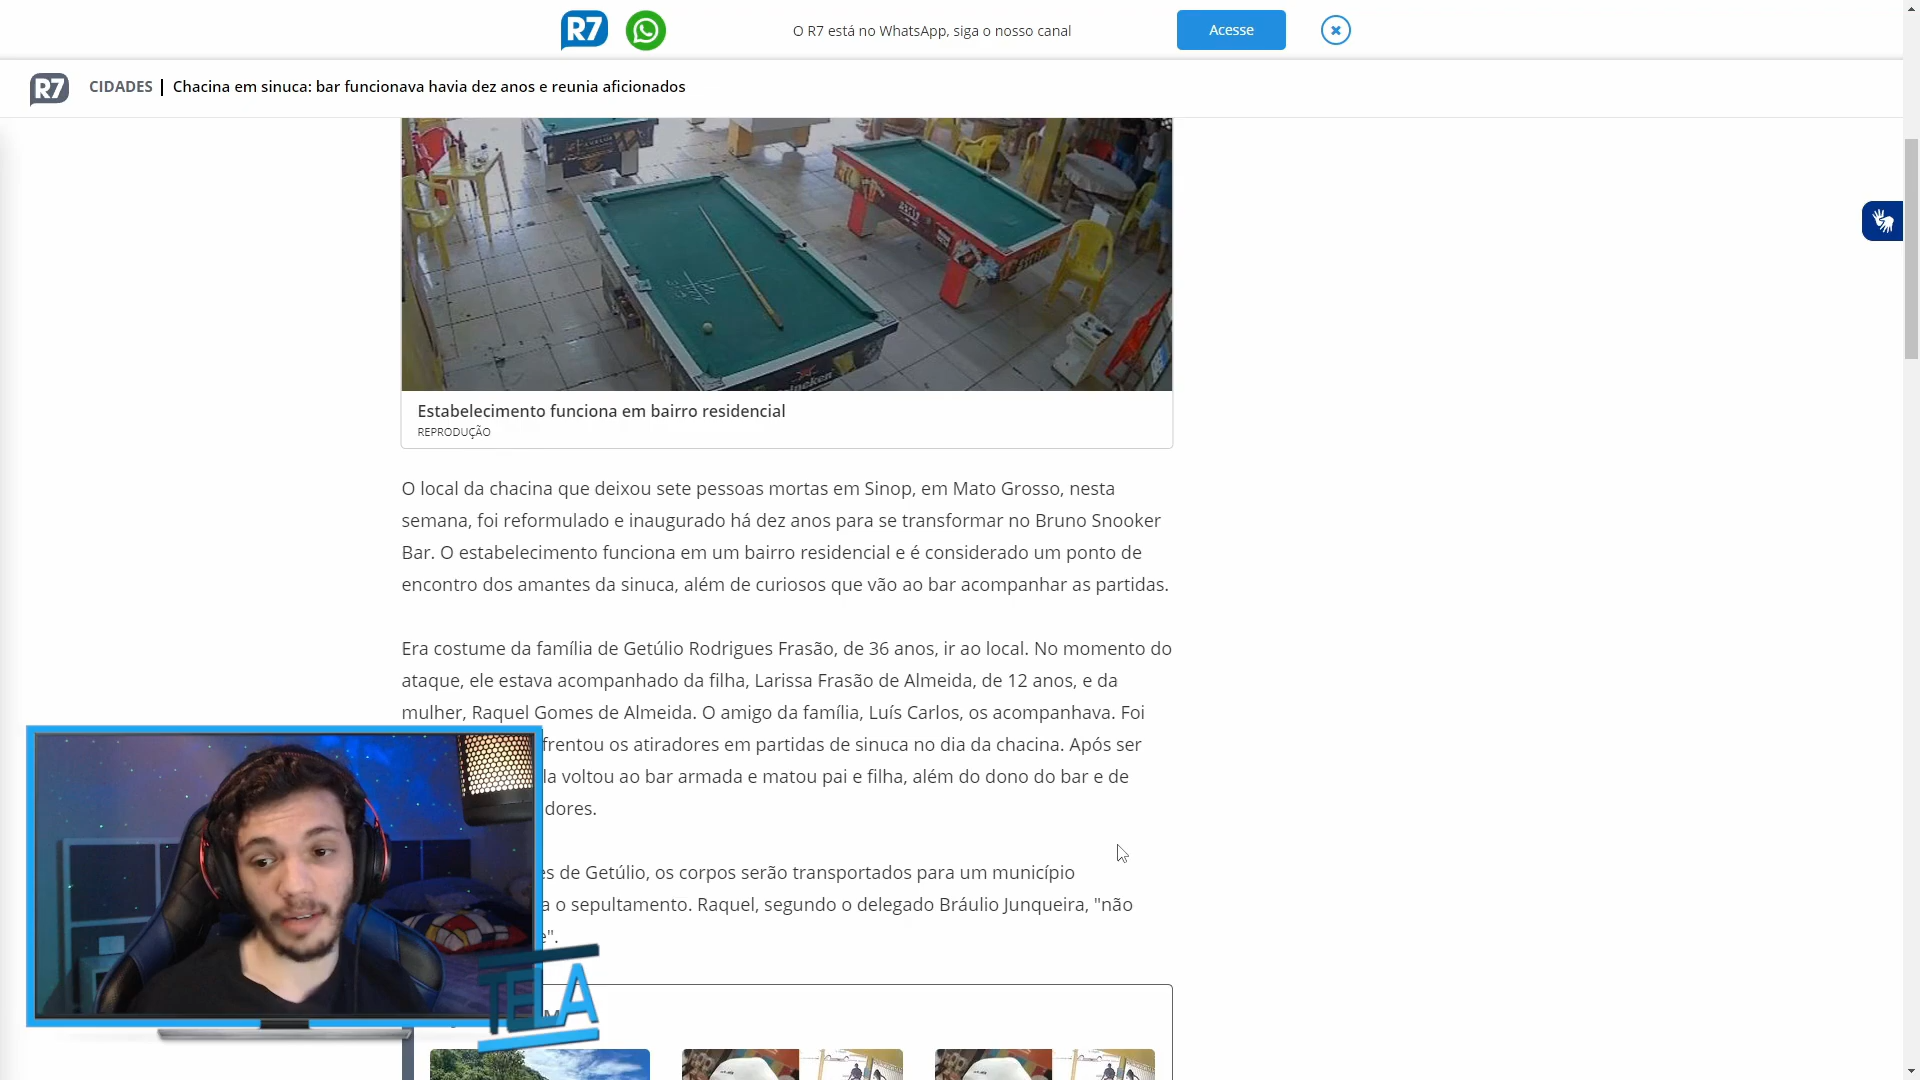 R7
O R7 está no WhatsApp, siga o nosso canal
Acesse
R7
CIDADES | Chacina em sinuca: bar funcionava havia dez anos e reunia aficionados
Heineken
Estabelecimento funciona em bairro residencial
REPRODUÇÃO
O local da chacina que deixou sete pessoas mortas em Sinop, em Mato Grosso, nesta
semana, foi reformulado e inaugurado há dez anos para se transformar no Bruno Snooker
Bar. O estabelecimento funciona em um bairro residencial e é considerado um ponto de
encontro dos amantes da sinuca, além de curiosos que vão ao bar acompanhar as partidas.
Era costume da família de Getúlio Rodrigues Frasão, de 36 anos, ir ao local. No momento do
ataque, ele estava acompanhado da filha, Larissa Frasão de Almeida, de 12 anos, e da
mulher, Raquel Gomes de Almeida. O amigo da família, Luís Carlos, os acompanhava. Foi
frentou os atiradores em partidas de sinuca no dia da chacina. Após ser
la voltou ao bar armada e matou pai e filha, além do dono do bar e de
dores.
s de Getúlio, os corpos serão transportados para um município
a o sepultamento. Raquel, segundo o delegado Bráulio Junqueira, "não
e".
TELA